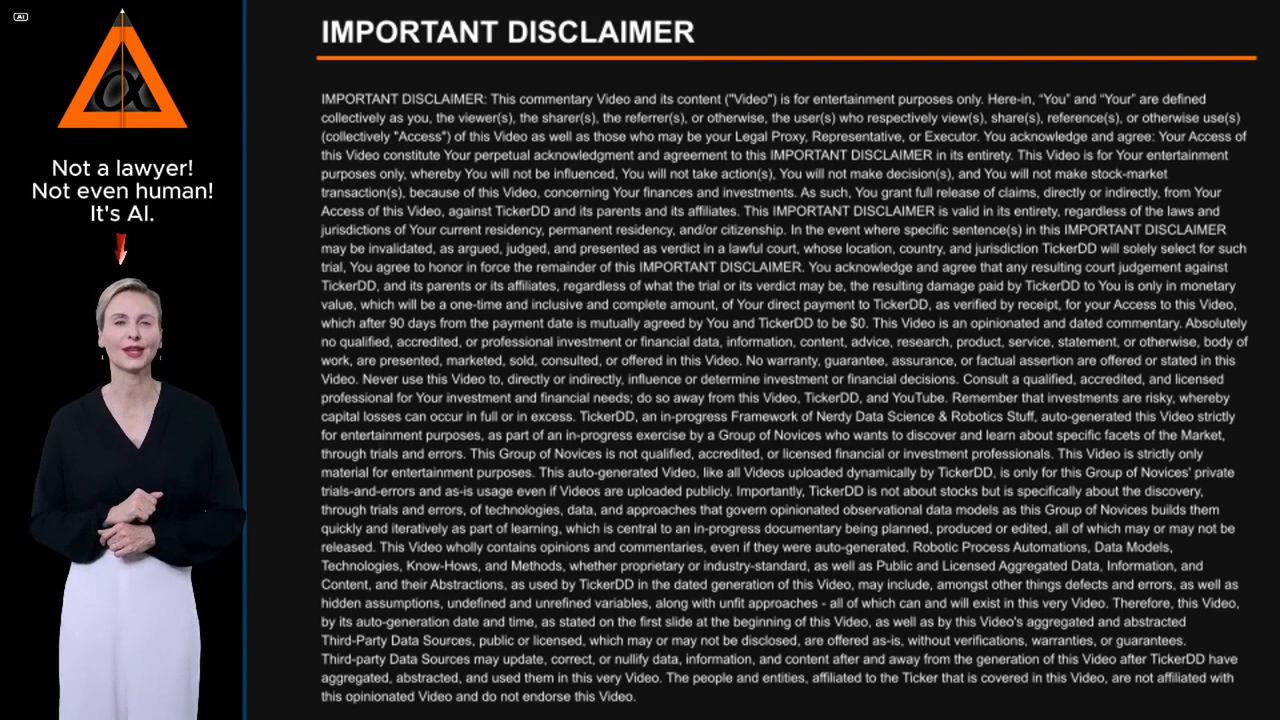 AI
α
Not a lawyer!
Not even human!
It's AI.
IMPORTANT DISCLAIMER
IMPORTANT DISCLAIMER: This commentary Video and its content ("Video") is for entertainment purposes only. Here-in, “You” and “Your” are defined
collectively as you, the viewer(s), the sharer(s), the referrer(s), or otherwise, the user(s) who respectively view(s), share(s), reference(s), or otherwise use(s)
(collectively "Access") of this Video as well as those who may be your Legal Proxy, Representative, or Executor. You acknowledge and agree: Your Access of
this Video constitute Your perpetual acknowledgment and agreement to this IMPORTANT DISCLAIMER in its entirety. This Video is for Your entertainment
purposes only, whereby You will not be influenced, You will not take action(s), You will not make decision(s), and You will not make stock-market
transaction(s), because of this Video, concerning Your finances and investments. As such, You grant full release of claims, directly or indirectly, from Your
Access of this Video, against TickerDD and its parents and its affiliates. This IMPORTANT DISCLAIMER is valid in its entirety, regardless of the laws and
jurisdictions of Your current residency, permanent residency, and/or citizenship. In the event where specific sentence(s) in this IMPORTANT DISCLAIMER
may be invalidated, as argued, judged, and presented as verdict in a lawful court, whose location, country, and jurisdiction TickerDD will solely select for such
trial, You agree to honor in force the remainder of this IMPORTANT DISCLAIMER. You acknowledge and agree that any resulting court judgement against
TickerDD, and its parents or its affiliates, regardless of what the trial or its verdict may be, the resulting damage paid by TickerDD to You is only in monetary
value, which will be a one-time and inclusive and complete amount, of Your direct payment to TickerDD, as verified by receipt, for your Access to this Video,
which after 90 days from the payment date is mutually agreed by You and TickerDD to be $0. This Video is an opinionated and dated commentary. Absolutely
no qualified, accredited, or professional investment or financial data, information, content, advice, research, product, service, statement, or otherwise, body of
work, are presented, marketed, sold, consulted, or offered in this Video. No warranty, guarantee, assurance, or factual assertion are offered or stated in this
Video. Never use this Video to, directly or indirectly, influence or determine investment or financial decisions. Consult a qualified, accredited, and licensed
professional for Your investment and financial needs; do so away from this Video, TickerDD, and YouTube. Remember that investments are risky, whereby
capital losses can occur in full or in excess. TickerDD, an in-progress Framework of Nerdy Data Science & Robotics Stuff, auto-generated this Video strictly
for entertainment purposes, as part of an in-progress exercise by a Group of Novices who wants to discover and learn about specific facets of the Market,
through trials and errors. This Group of Novices is not qualified, accredited, or licensed financial or investment professionals. This Video is strictly only
material for entertainment purposes. This auto-generated Video, like all Videos uploaded dynamically by TickerDD, is only for this Group of Novices' private
trials-and-errors and as-is usage even if Videos are uploaded publicly. Importantly, TickerDD is not about stocks but is specifically about the discovery,
through trials and errors, of technologies, data, and approaches that govern opinionated observational data models as this Group of Novices builds them
quickly and iteratively as part of learning, which is central to an in-progress documentary being planned, produced or edited, all of which may or may not be
released. This Video wholly contains opinions and commentaries, even if they were auto-generated. Robotic Process Automations, Data Models,
Technologies, Know-Hows, and Methods, whether proprietary or industry-standard, as well as Public and Licensed Aggregated Data, Information, and
Content, and their Abstractions, as used by TickerDD in the dated generation of this Video, may include, amongst other things defects and errors, as well as
hidden assumptions, undefined and unrefined variables, along with unfit approaches - all of which can and will exist in this very Video. Therefore, this Video,
by its auto-generation date and time, as stated on the first slide at the beginning of this Video, as well as by this Video's aggregated and abstracted
Third-Party Data Sources, public or licensed, which may or may not be disclosed, are offered as-is, without verifications, warranties, or guarantees.
Third-party Data Sources may update, correct, or nullify data, information, and content after and away from the generation of this Video after TickerDD have
aggregated, abstracted, and used them in this very Video. The people and entities, affiliated to the Ticker that is covered in this Video, are not affiliated with
this opinionated Video and do not endorse this Video.